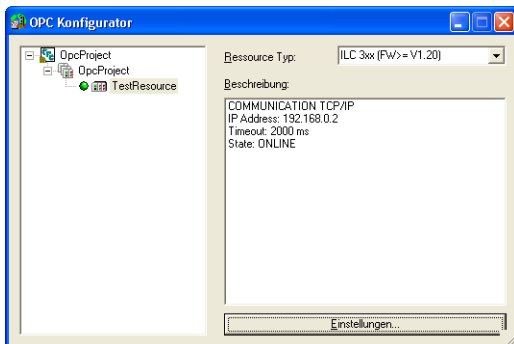 OPC Konfigurator
OpcProject
OpcProject
TestResource
Ressource Typ:
ILC 3xx (FW>= V1.20)
Beschreibung:
COMMUNICATION TCP/IP
IP Address: 192.168.0.2
Timeout: 2000 ms
State: ONLINE
Einstellungen...